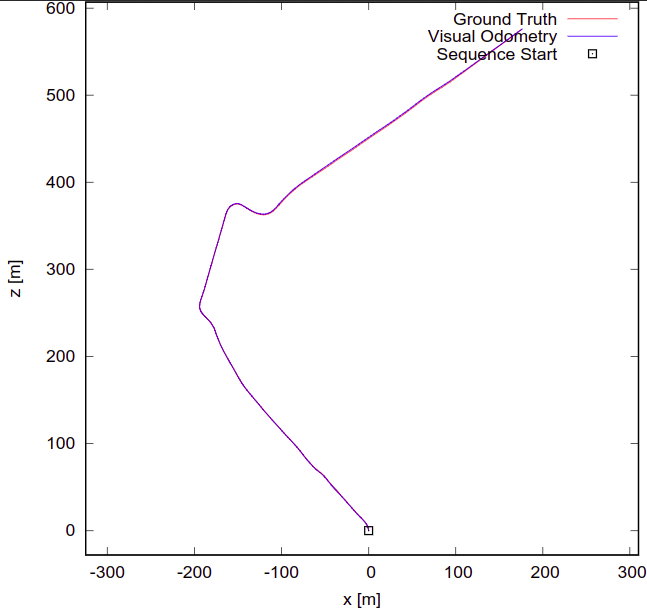 Ground Truth
Visual Odometry
Sequence Start
600
500
400
300
200
100
0
z [m]
-300 -200 -100 0 100 200 300
x [m]